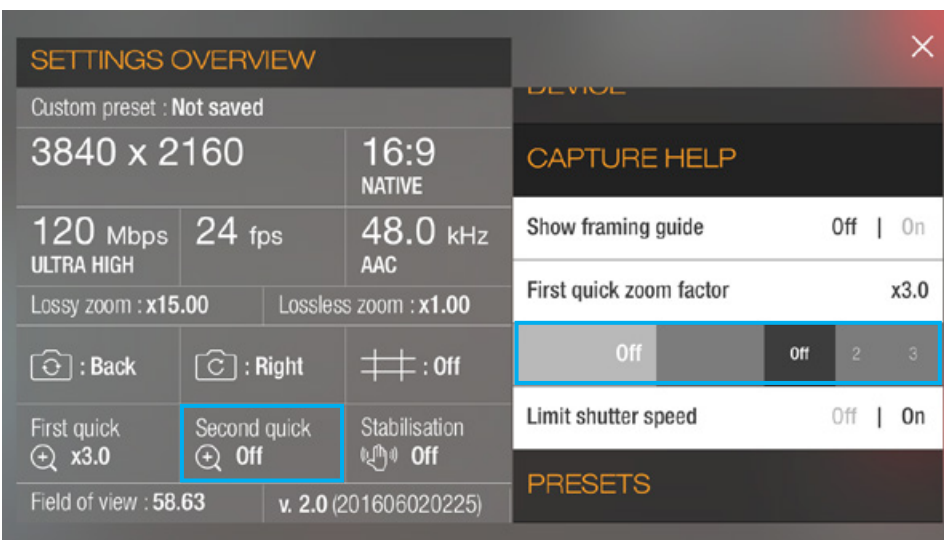 SETTINGS OVERVIEW
Custom preset : Not saved
3840 x 2160
16:9
NATIVE
120 Mbps
ULTRA HIGH
24 fps
48.0 kHz
AAC
Lossy zoom : x15.00
Lossless zoom : x1.00
: Back
: Right
: Off
First quick
x3.0
Second quick
Off
Stabilisation
Off
Field of view : 58.63
v. 2.0 (201606020225)
DEVICE
CAPTURE HELP
Show framing guide Off | On
First quick zoom factor x3.0
Off Off 2 3
Limit shutter speed Off | On
PRESETS